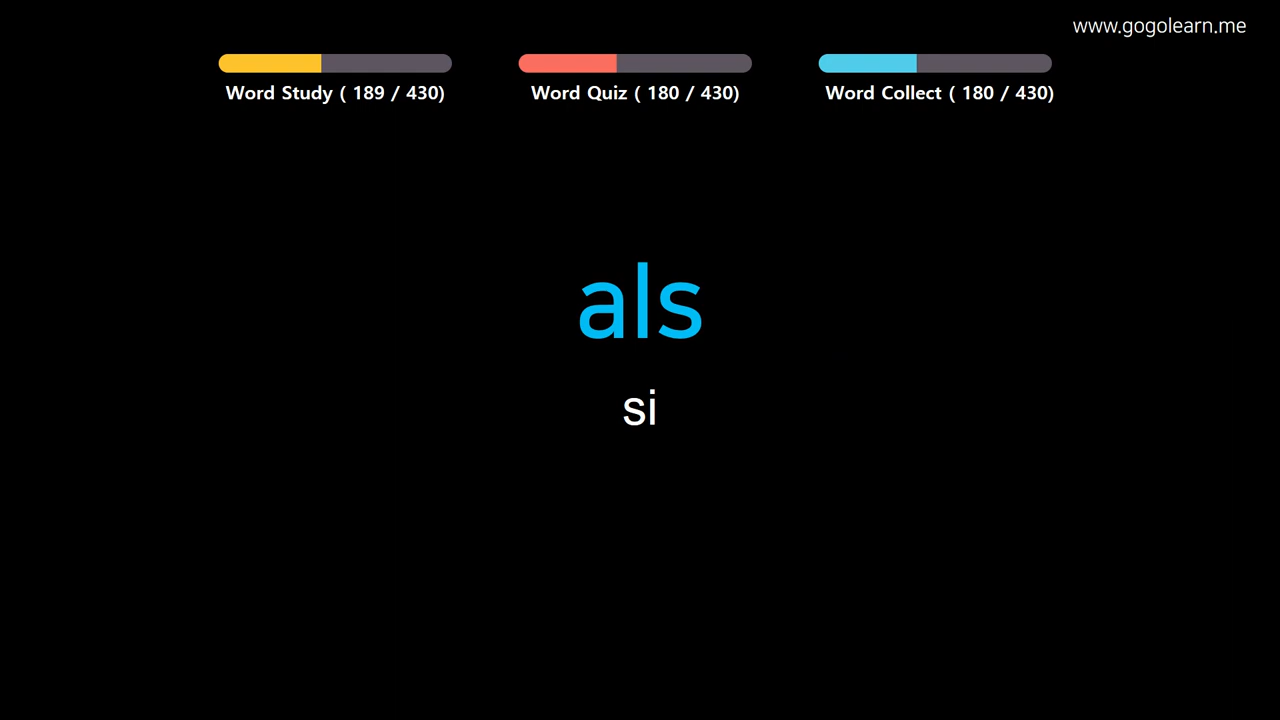 www.gogolearn.me
Word Study ( 189 / 430)
Word Quiz ( 180 / 430)
Word Collect ( 180 / 430)
als
si